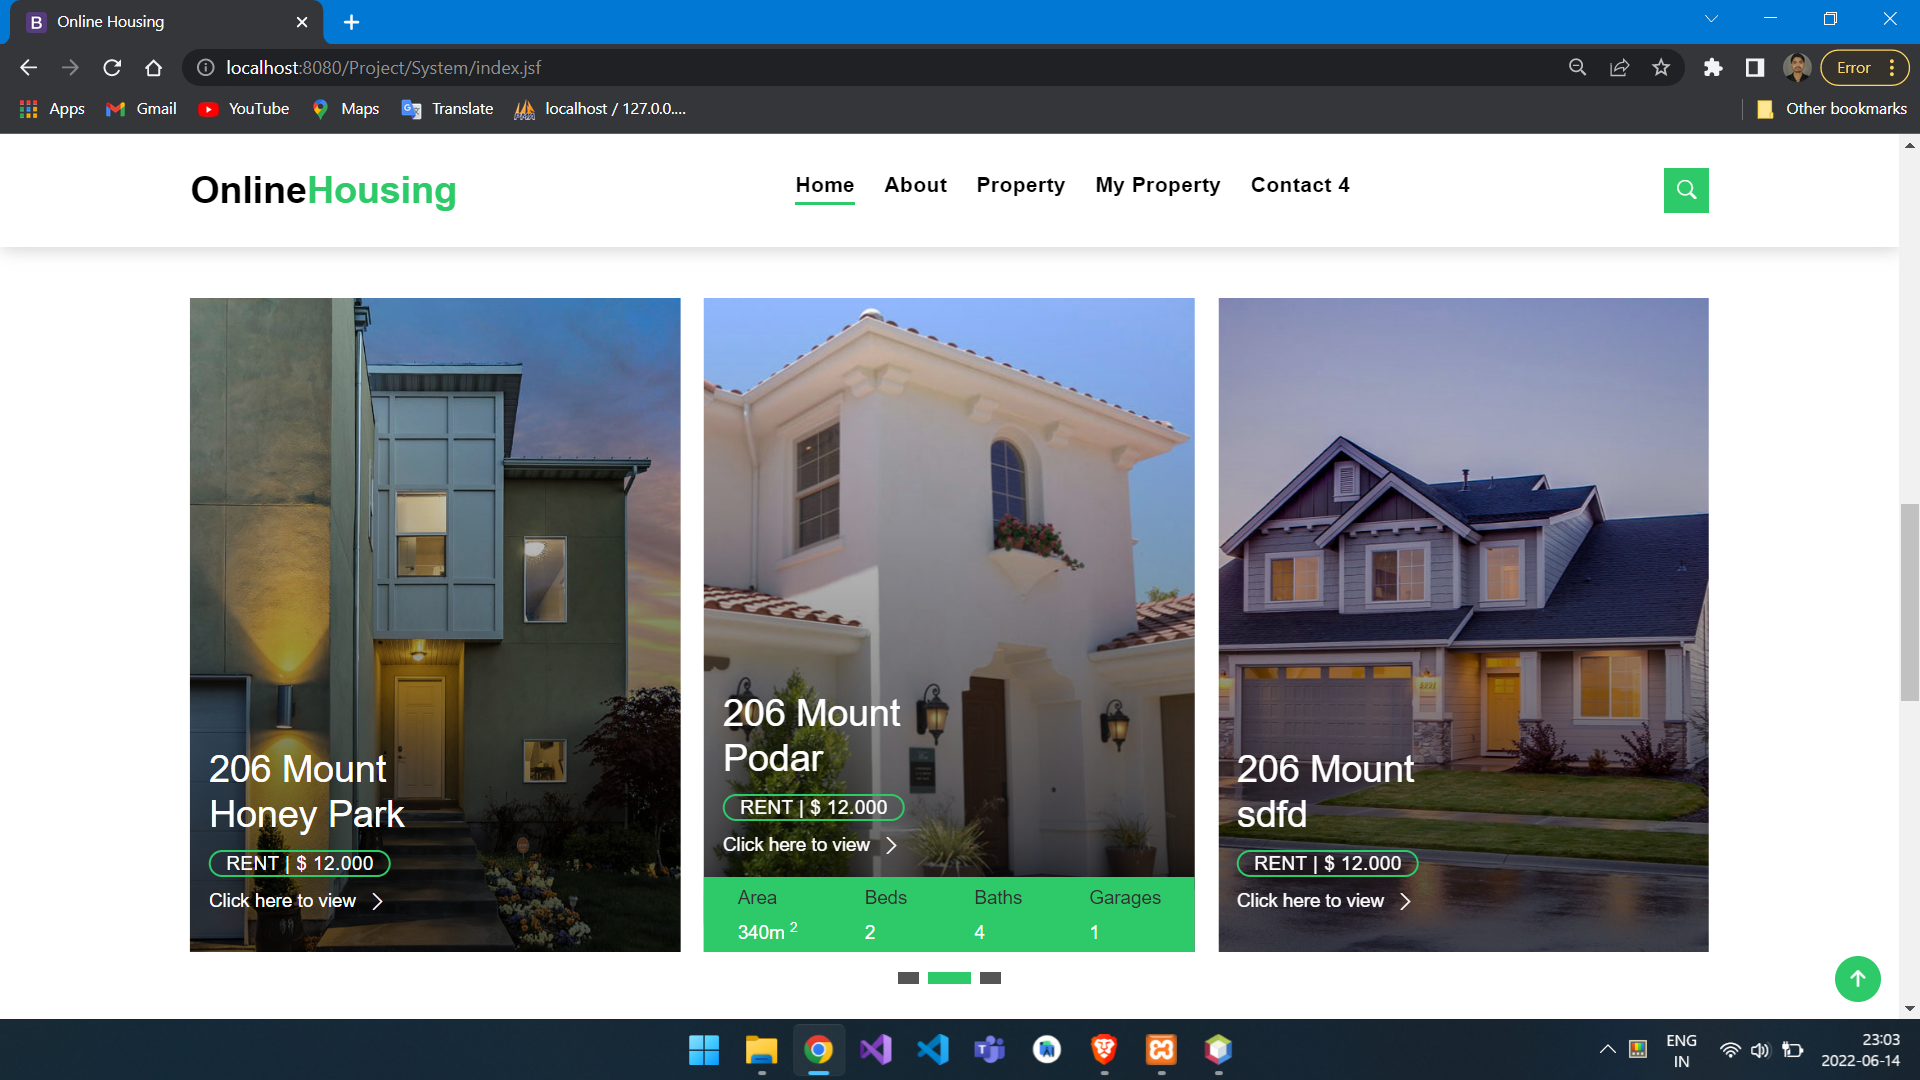 Online Housing
localhost:8080/Project/System/index.jsf
Error
Apps
Gmail
YouTube
Maps
Translate
localhost / 127.0.0....
Other bookmarks
OnlineHousing
Home
About
Property
My Property
Contact 4
206 Mount
Honey Park
RENT | $ 12.000
Click here to view
206 Mount
Podar
RENT | $ 12.000
Click here to view
Area
Beds
Baths
Garages
340m 2
2
4
1
206 Mount
sdfd
RENT | $ 12.000
Click here to view
ENG
IN
23:03
2022-06-14